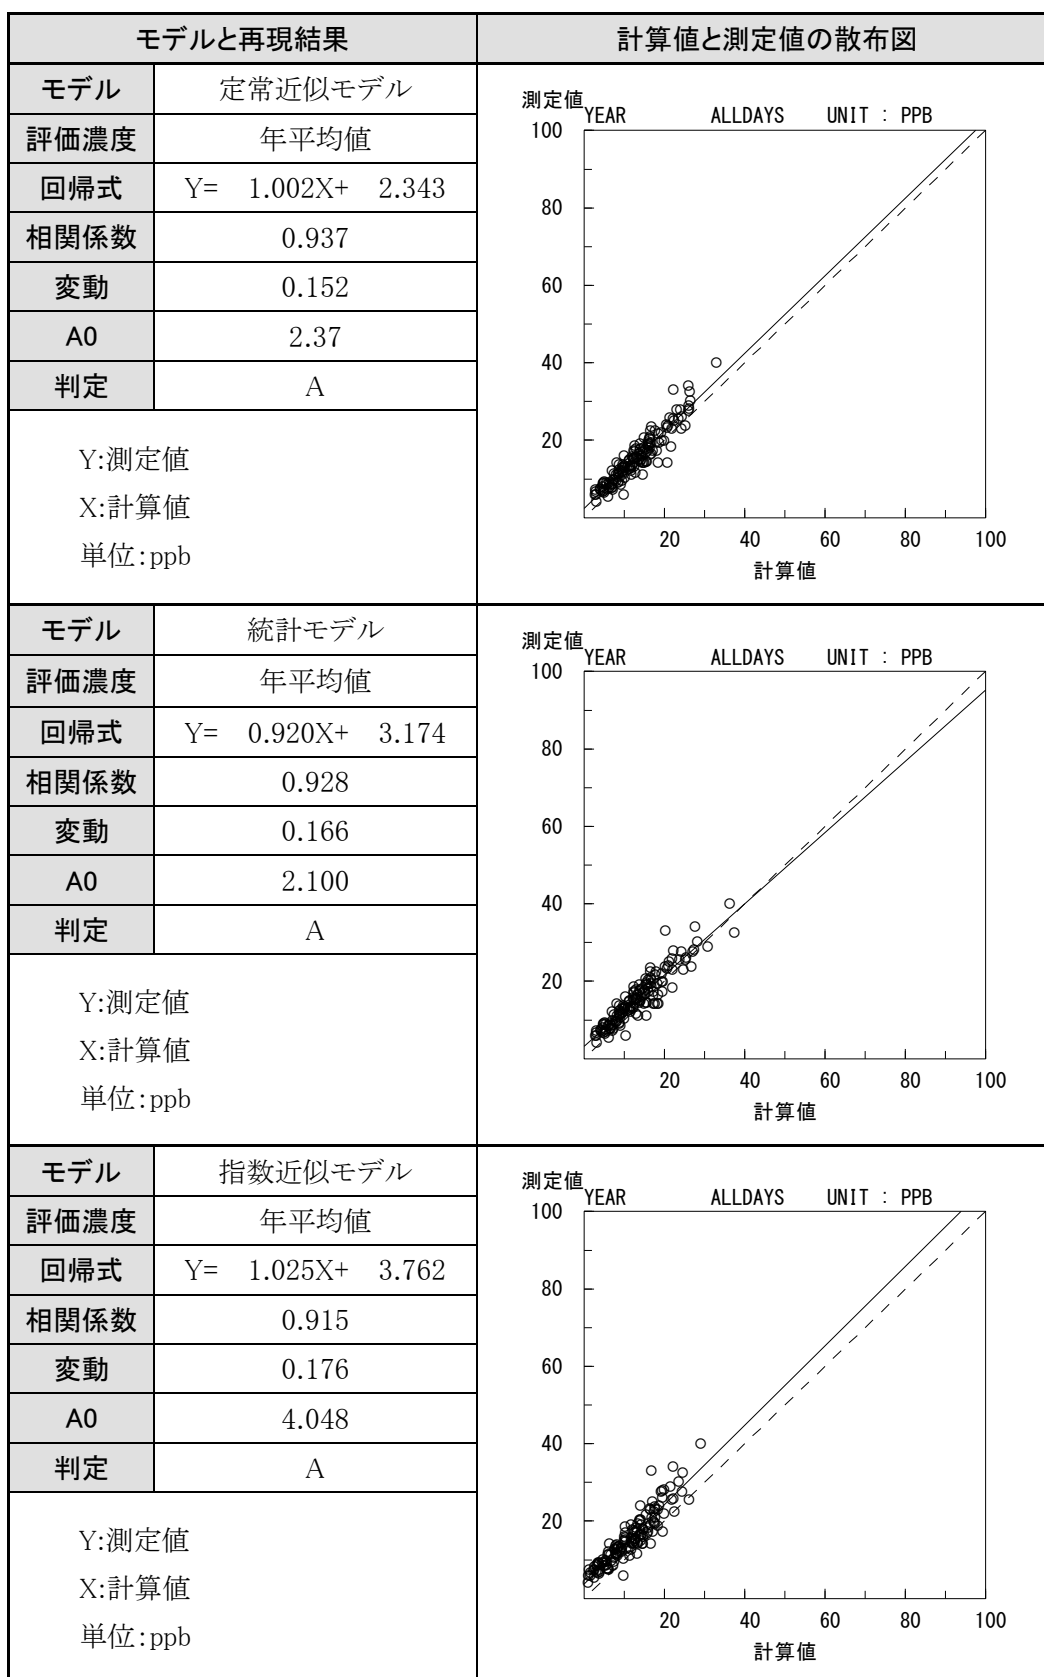 モデルと再現結果 計算値と測定値の散布図
モデル 定常近似モデル
評価濃度 年平均値
回帰式 Y= 1.002X+ 2.343
相関係数 0.937
変動 0.152
A0 2.37
判定 A
Y:測定値
X:計算値
単位:ppb
測定値
YEAR ALLDAYS UNIT : PPB
100
80
60
40
20
20 40 60 80 100
計算値
モデル 統計モデル
評価濃度 年平均値
回帰式 Y= 0.920X+ 3.174
相関係数 0.928
変動 0.166
A0 2.100
判定 A
Y:測定値
X:計算値
単位:ppb
測定値
YEAR ALLDAYS UNIT : PPB
100
80
60
40
20
20 40 60 80 100
計算値
モデル 指数近似モデル
評価濃度 年平均値
回帰式 Y= 1.025X+ 3.762
相関係数 0.915
変動 0.176
A0 4.048
判定 A
Y:測定値
X:計算値
単位:ppb
測定値
YEAR ALLDAYS UNIT : PPB
100
80
60
40
20
20 40 60 80 100
計算値